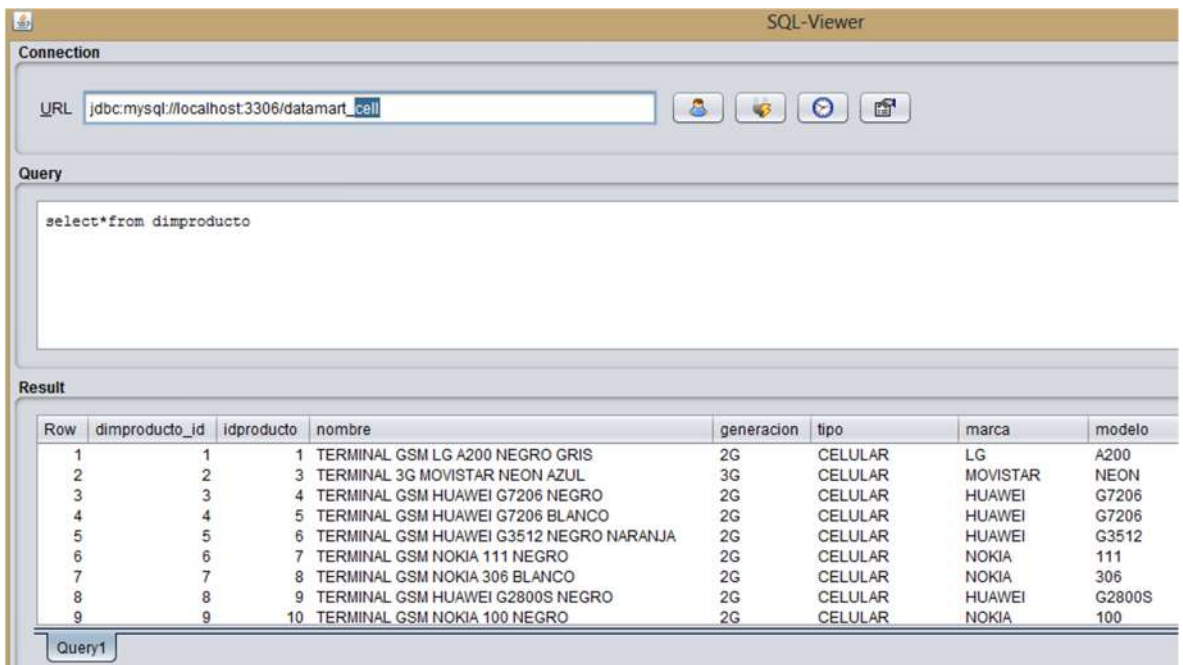 SQL-Viewer
Connection
URL jdbc:mysql://localhost:3306/datamart_cell
Query
select*from dimproducto
Result
Row dimproducto_id idproducto nombre generacion tipo marca modelo
1 1 1 TERMINAL GSM LG A200 NEGRO GRIS 2G CELULAR LG A200
2 2 3 TERMINAL 3G MOVISTAR NEON AZUL 3G CELULAR MOVISTAR NEON
3 3 4 TERMINAL GSM HUAWEI G7206 NEGRO 2G CELULAR HUAWEI G7206
4 4 5 TERMINAL GSM HUAWEI G7206 BLANCO 2G CELULAR HUAWEI G7206
5 5 6 TERMINAL GSM HUAWEI G3512 NEGRO NARANJA 2G CELULAR HUAWEI G3512
6 6 7 TERMINAL GSM NOKIA 111 NEGRO 2G CELULAR NOKIA 111
7 7 8 TERMINAL GSM NOKIA 306 BLANCO 2G CELULAR NOKIA 306
8 8 9 TERMINAL GSM HUAWEI G2800S NEGRO 2G CELULAR HUAWEI G2800S
9 9 10 TERMINAL GSM NOKIA 100 NEGRO 2G CELULAR NOKIA 100
Query1